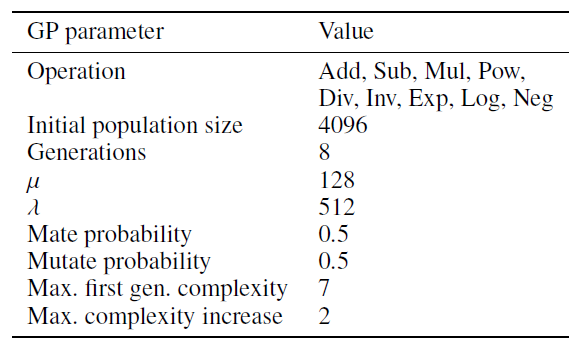 GP parameter Value
Operation Add, Sub, Mul, Pow,
Div, Inv, Exp, Log, Neg
Initial population size 4096
Generations 8
μ 128
λ 512
Mate probability 0.5
Mutate probability 0.5
Max. first gen. complexity 7
Max. complexity increase 2